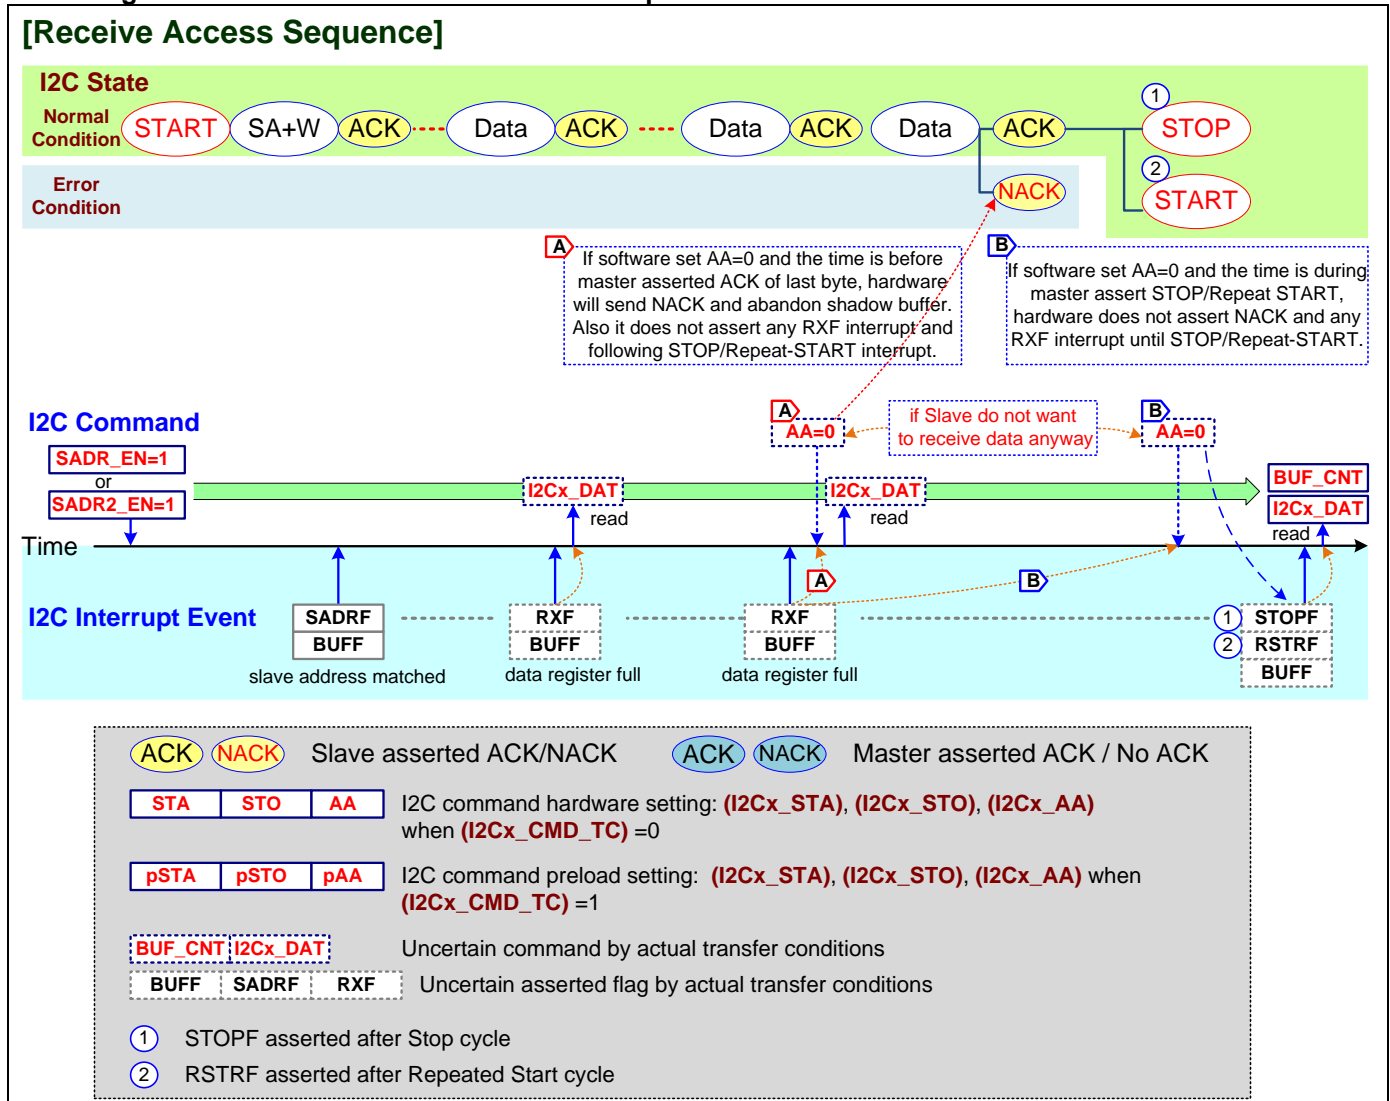 [Receive Access Sequence]
I2C State
Normal
Condition
START
SA+W
ACK
Data
ACK
Data
ACK
Data
ACK
1
STOP
2
START
Error
Condition
NACK
A
If software set AA=0 and the time is before
master asserted ACK of last byte, hardware
will send NACK and abandon shadow buffer.
Also it does not assert any RXF interrupt and
following STOP/Repeat-START interrupt.
B
If software set AA=0 and the time is during
master assert STOP/Repeat START,
hardware does not assert NACK and any
RXF interrupt until STOP/Repeat-START.
I2C Command
A
AA=0
if Slave do not want
to receive data anyway
B
AA=0
SADR_EN=1
or
SADR2_EN=1
I2Cx_DAT
read
I2Cx_DAT
read
BUF_CNT
I2Cx_DAT
read
Time
A
B
I2C Interrupt Event
SADRF
BUFF
slave address matched
RXF
BUFF
data register full
RXF
BUFF
data register full
1
STOPF
2
RSTRF
BUFF
ACK
NACK
Slave asserted ACK/NACK
ACK
NACK
Master asserted ACK / No ACK
STA
STO
AA
I2C command hardware setting: (I2Cx_STA), (I2Cx_STO), (I2Cx_AA)
when (I2Cx_CMD_TC) =0
pSTA
pSTO
pAA
I2C command preload setting: (I2Cx_STA), (I2Cx_STO), (I2Cx_AA) when
(I2Cx_CMD_TC) =1
BUF_CNT
I2Cx_DAT
Uncertain command by actual transfer conditions
BUFF
SADRF
RXF
Uncertain asserted flag by actual transfer conditions
1
STOPF asserted after Stop cycle
2
RSTRF asserted after Repeated Start cycle